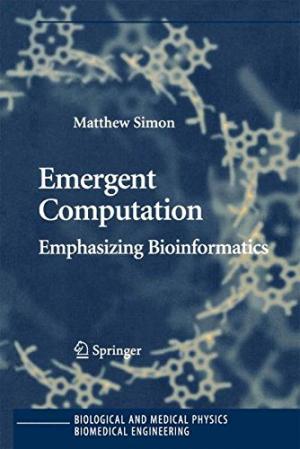 Matthew Simon
Emergent
Computation
Emphasizing Bioinformatics
Springer
BIOLOGICAL AND MEDICAL PHYSICS
BIOMEDICAL ENGINEERING